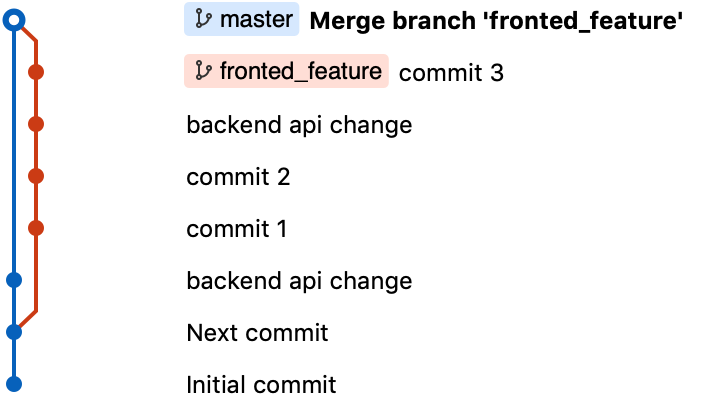 master Merge branch 'fronted_feature'
fronted_feature commit 3
backend api change
commit 2
commit 1
backend api change
Next commit
Initial commit